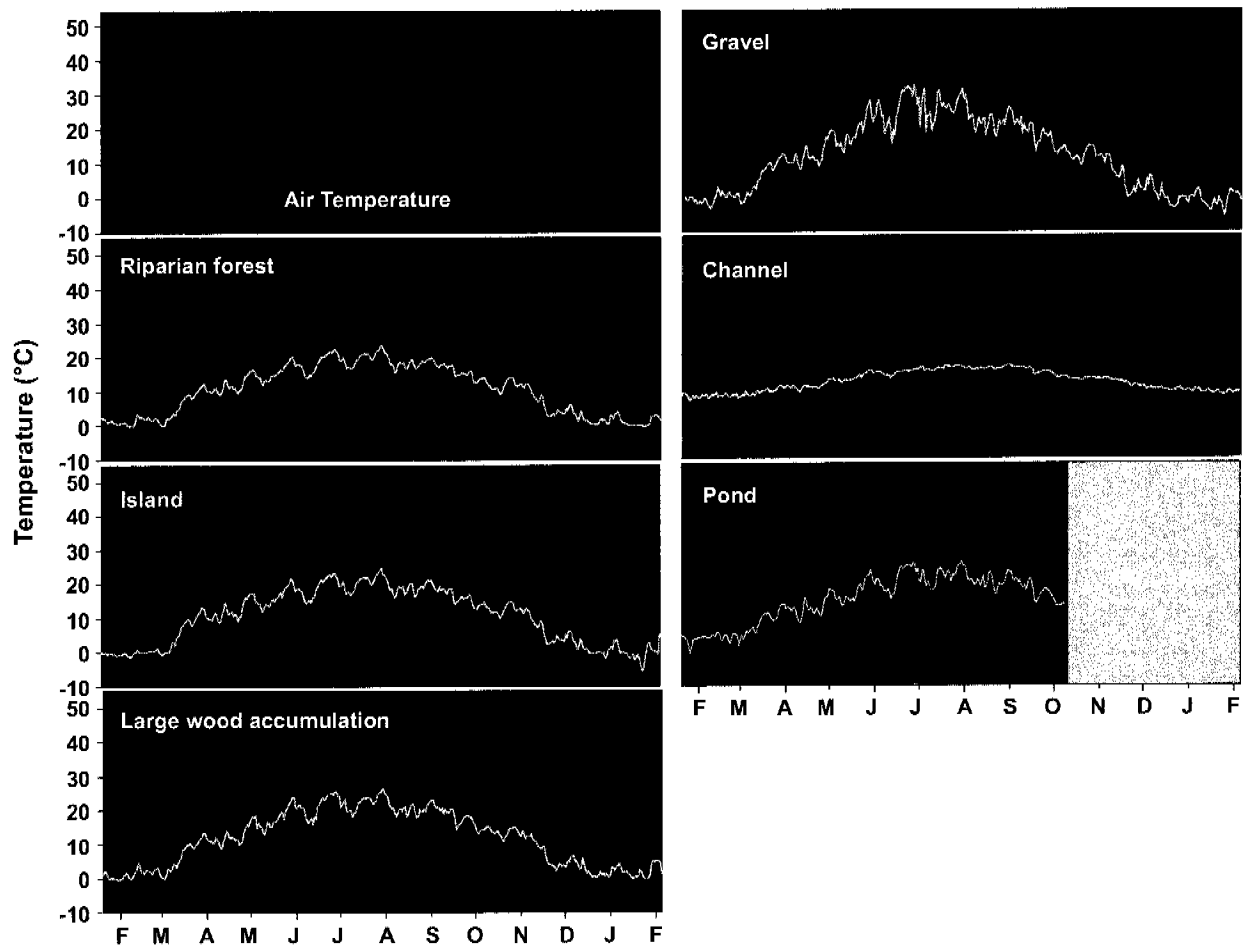 Temperature (°C)
50
40
30
20
10
0
-10
Air Temperature
50
40
30
20
10
0
-10
Riparian forest
50
40
30
20
10
0
-10
Island
50
40
30
20
10
0
-10
Large wood accumulation
F M A M J J A S O N D J F
Gravel
Channel
Pond
F M A M J J A S O N D J F